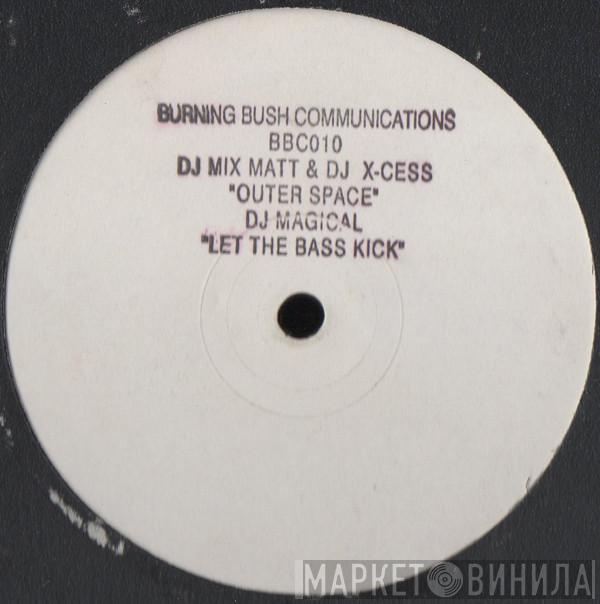 BURNING BUSH COMMUNICATIONS
BBC010
DJ MIX MATT & DJ X-CESS
"OUTER SPACE"
DJ MAGICAL
"LET THE BASS KICK"
МАРКЕТ ВИНИЛА